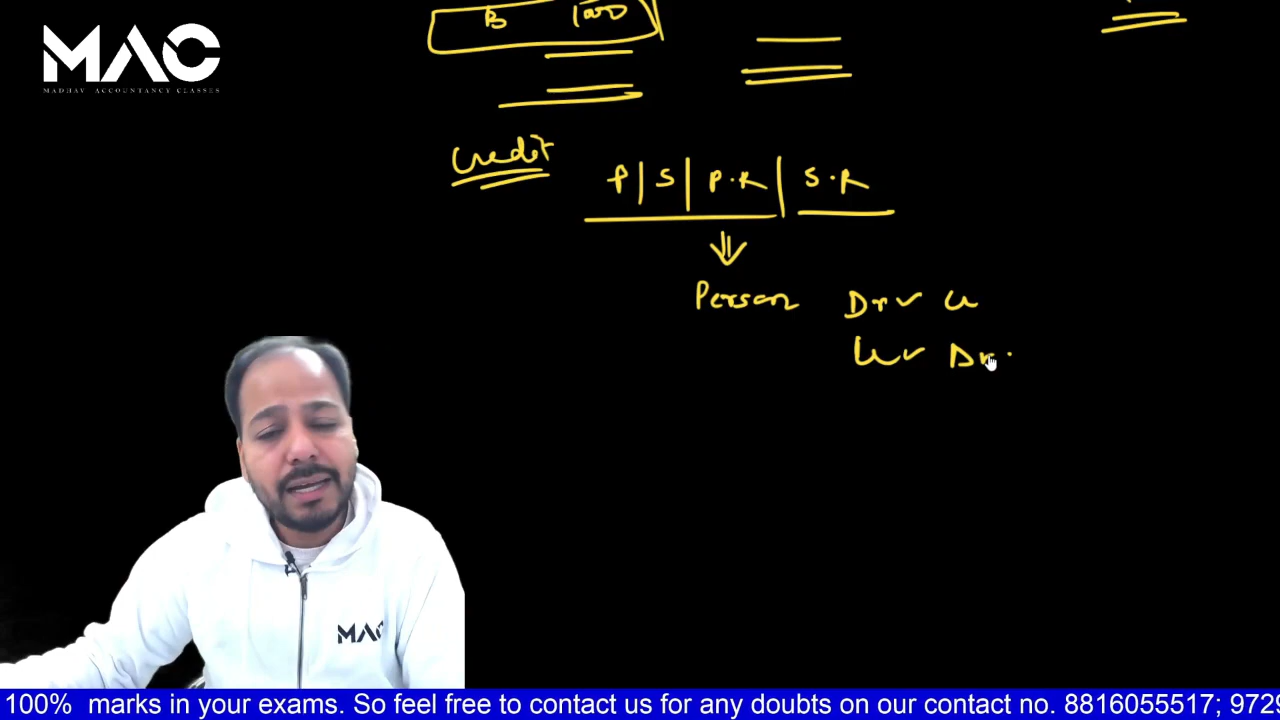 B 1000
MAC
MADHAV ACCOUNTANCY CLASSES
Credit P | S | P.R | S.R
Person Dr ✓ Cr
Cr ✓ Dr.
MAC
100% marks in your exams. So feel free to contact us for any doubts on our contact no. 8816055517; 9729